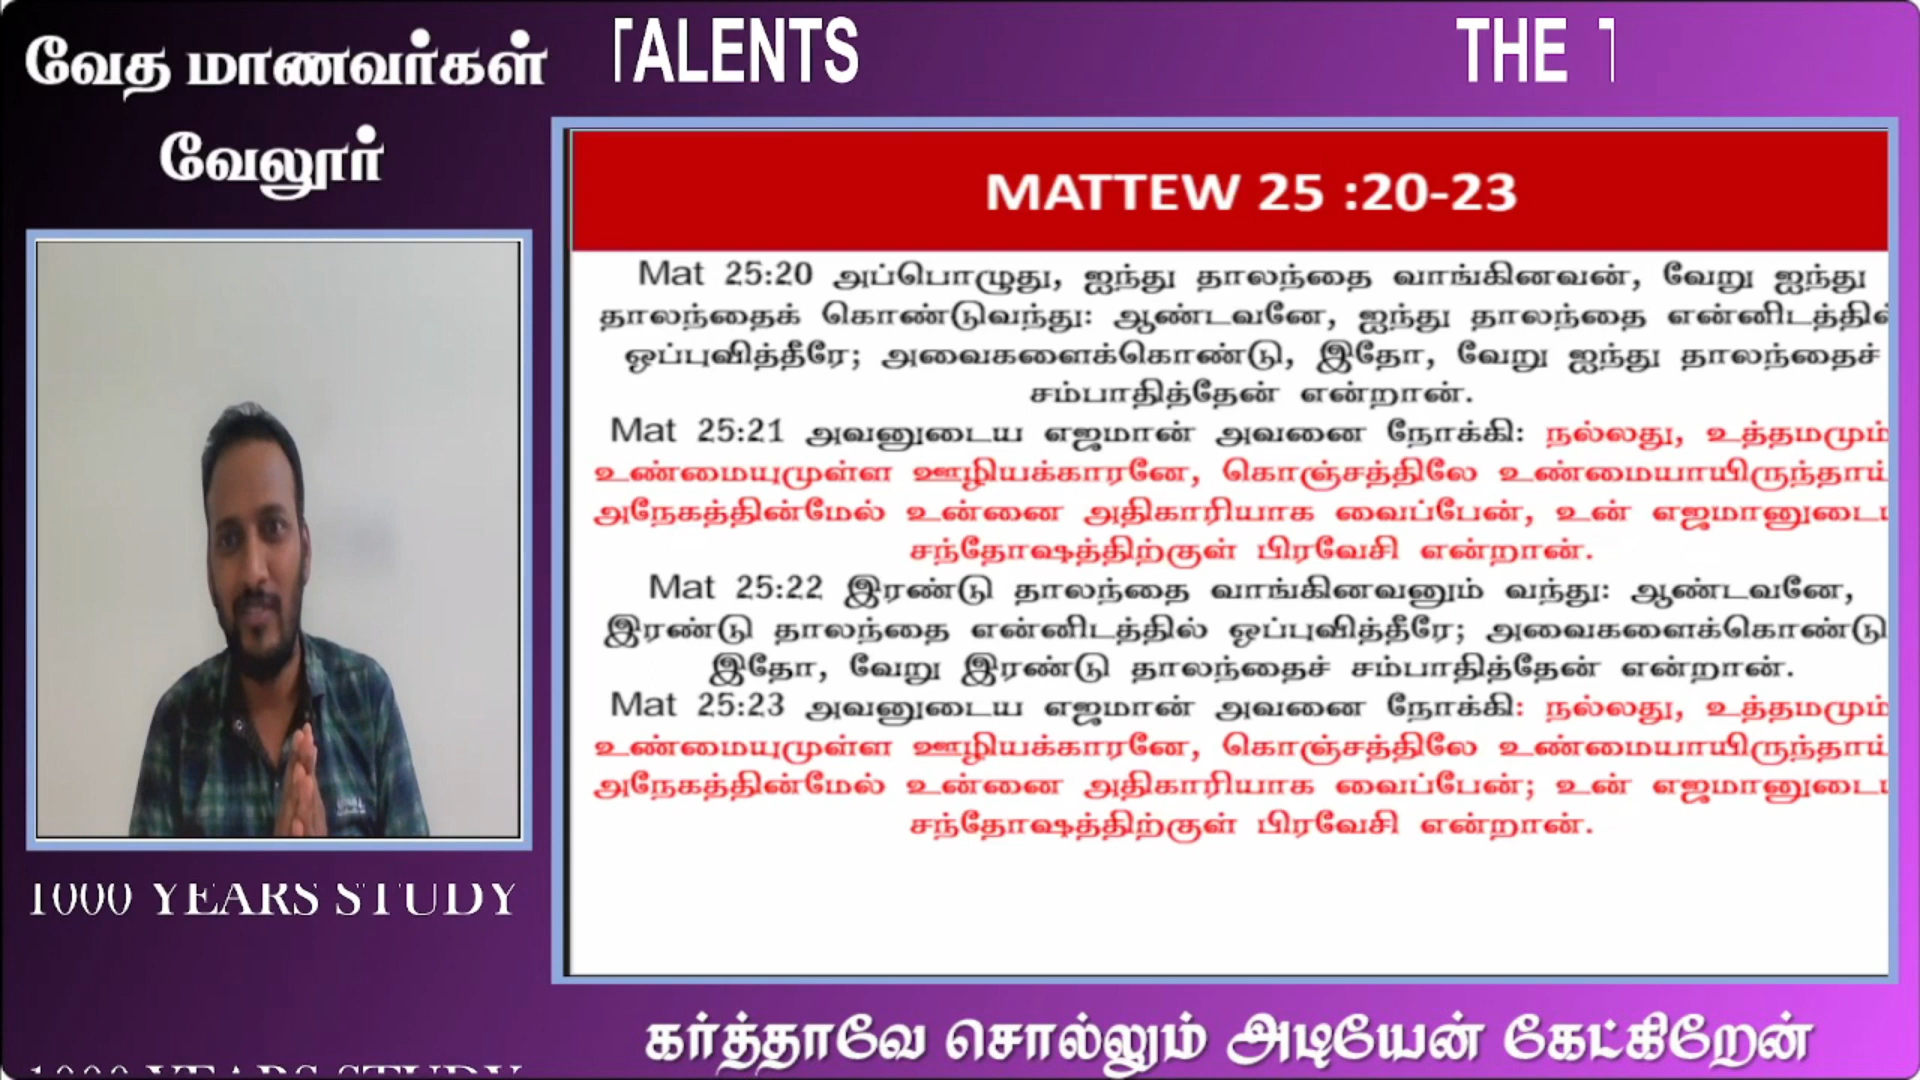 வேத மாணவர்கள்
வேலூர்
TALENTS
THE T
MATTEW 25 :20-23
Mat 25:20 அப்பொழுது, ஐந்து தாலந்தை வாங்கினவன், வேறு ஐந்து
தாலந்தைக் கொண்டுவந்து: ஆண்டவனே, ஐந்து தாலந்தை என்னிடத்தில்
ஒப்புவித்தீரே; அவைகளைக்கொண்டு, இதோ, வேறு ஐந்து தாலந்தைச்
சம்பாதித்தேன் என்றான்.
Mat 25:21 அவனுடைய எஜமான் அவனை நோக்கி: நல்லது, உத்தமமும்
உண்மையுமுள்ள ஊழியக்காரனே, கொஞ்சத்திலே உண்மையாயிருந்தாய்
அநேகத்தின்மேல் உன்னை அதிகாரியாக வைப்பேன், உன் எஜமானுடைய
சந்தோஷத்திற்குள் பிரவேசி என்றான்.
Mat 25:22 இரண்டு தாலந்தை வாங்கினவனும் வந்து: ஆண்டவனே,
இரண்டு தாலந்தை என்னிடத்தில் ஒப்புவித்தீரே; அவைகளைக்கொண்டு
இதோ, வேறு இரண்டு தாலந்தைச் சம்பாதித்தேன் என்றான்.
Mat 25:23 அவனுடைய எஜமான் அவனை நோக்கி: நல்லது, உத்தமமும்
உண்மையுமுள்ள ஊழியக்காரனே, கொஞ்சத்திலே உண்மையாயிருந்தாய்
அநேகத்தின்மேல் உன்னை அதிகாரியாக வைப்பேன்; உன் எஜமானுடைய
சந்தோஷத்திற்குள் பிரவேசி என்றான்.
1000 YEARS STUDY
1000 YEARS STUDY
கர்த்தாவே சொல்லும் அடியேன் கேட்கிறேன்